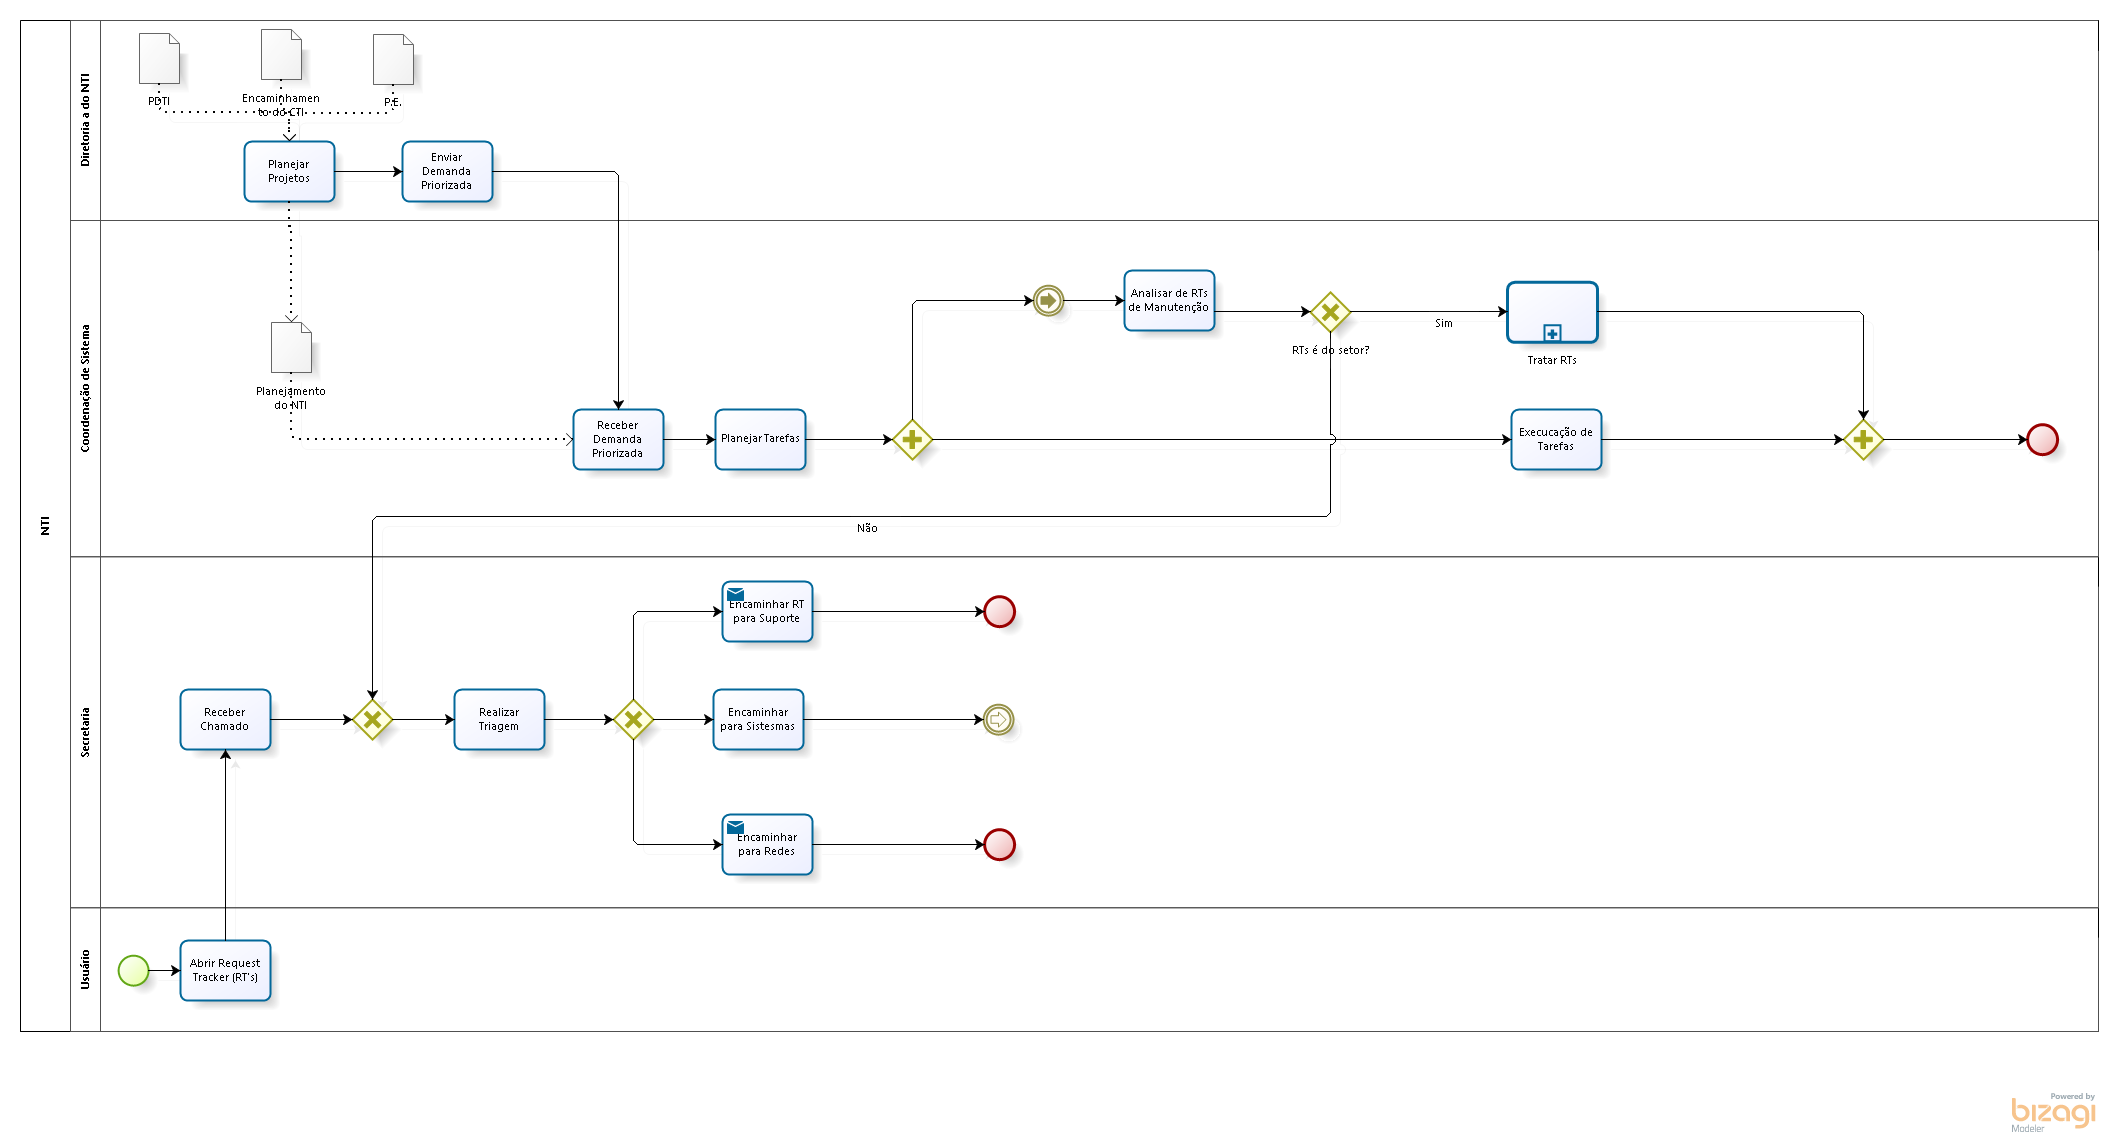 NTI
Diretoria a do NTI
PDTI
Encaminhamen
to do CTI
P.E.
Planejar
Projetos
Enviar
Demanda
Priorizada
Coordenação de Sistema
Planejamento
do NTI
Receber
Demanda
Priorizada
Planejar Tarefas
Analisar de RTs
de Manutenção
RTs é do setor?
Sim
Tratar RTs
Execucação de
Tarefas
Não
Secretaria
Receber
Chamado
Realizar
Triagem
Encaminhar RT
para Suporte
Encaminhar
para Sistesmas
Encaminhar
para Redes
Usuário
Abrir Request
Tracker (RT's)
Powered by
bizagi
Modeler